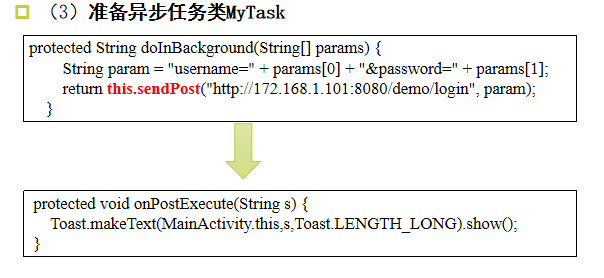 （3）准备异步任务类MyTask
protected String doInBackground(String[] params) {
String param = "username=" + params[0] + "&password=" + params[1];
return this.sendPost("http://172.168.1.101:8080/demo/login", param);
}
protected void onPostExecute(String s) {
Toast.makeText(MainActivity.this,s,Toast.LENGTH_LONG).show();
}